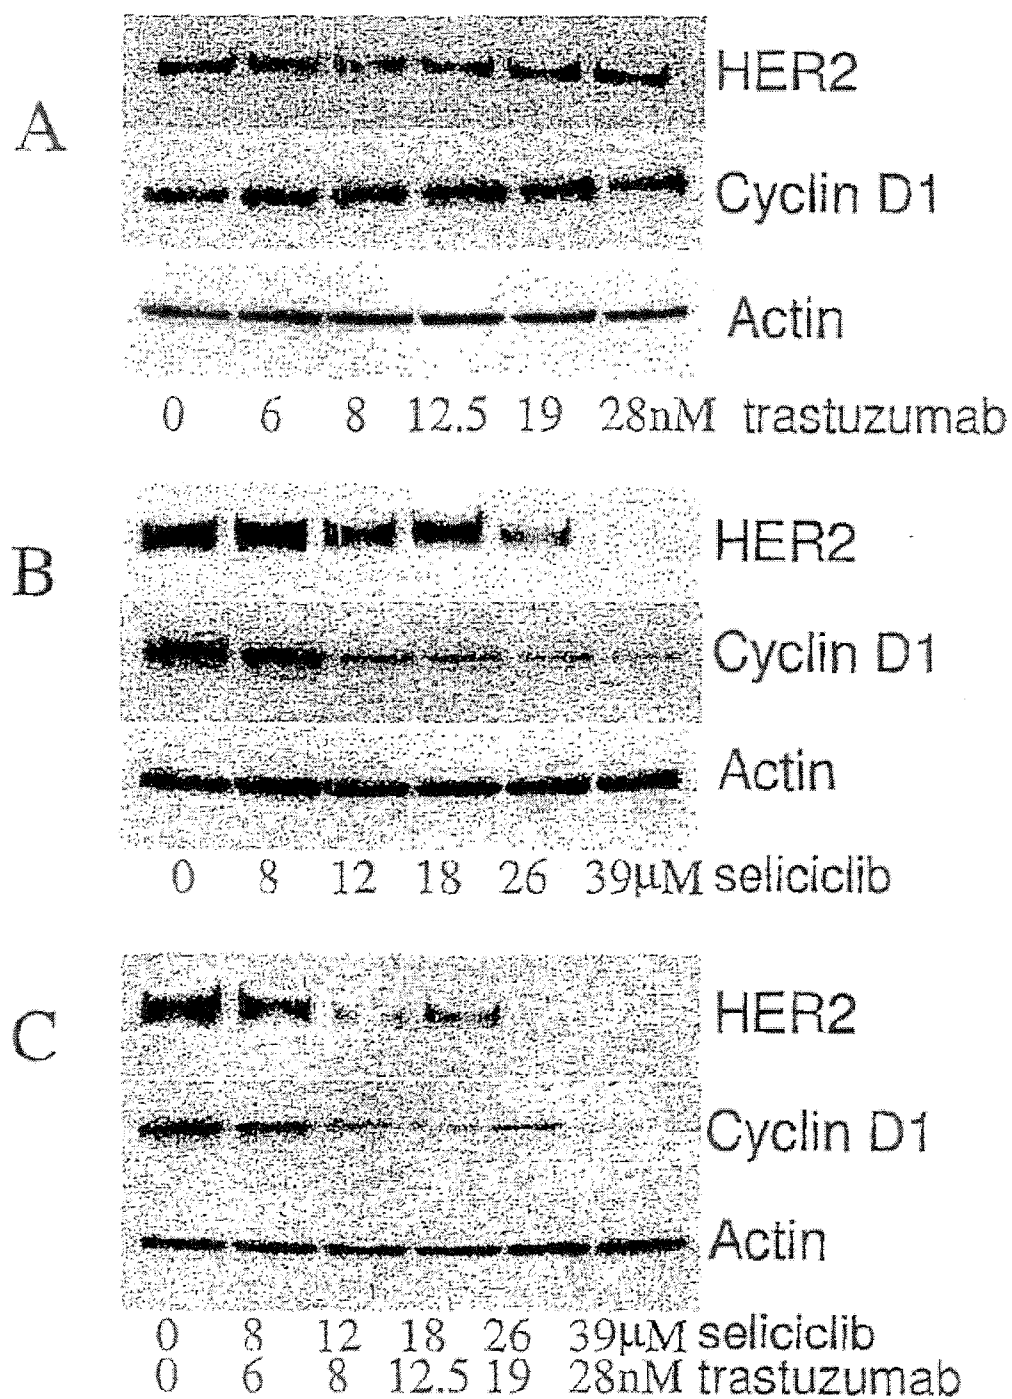 A
HER2
Cyclin D1
Actin
0 6 8 12.5 19 28nM trastuzumab
B
HER2
Cyclin D1
Actin
0 8 12 18 26 39μM seliciclib
C
HER2
Cyclin D1
Actin
0 8 12 18 26 39μM seliciclib
0 6 8 12.5 19 28nM trastuzumab